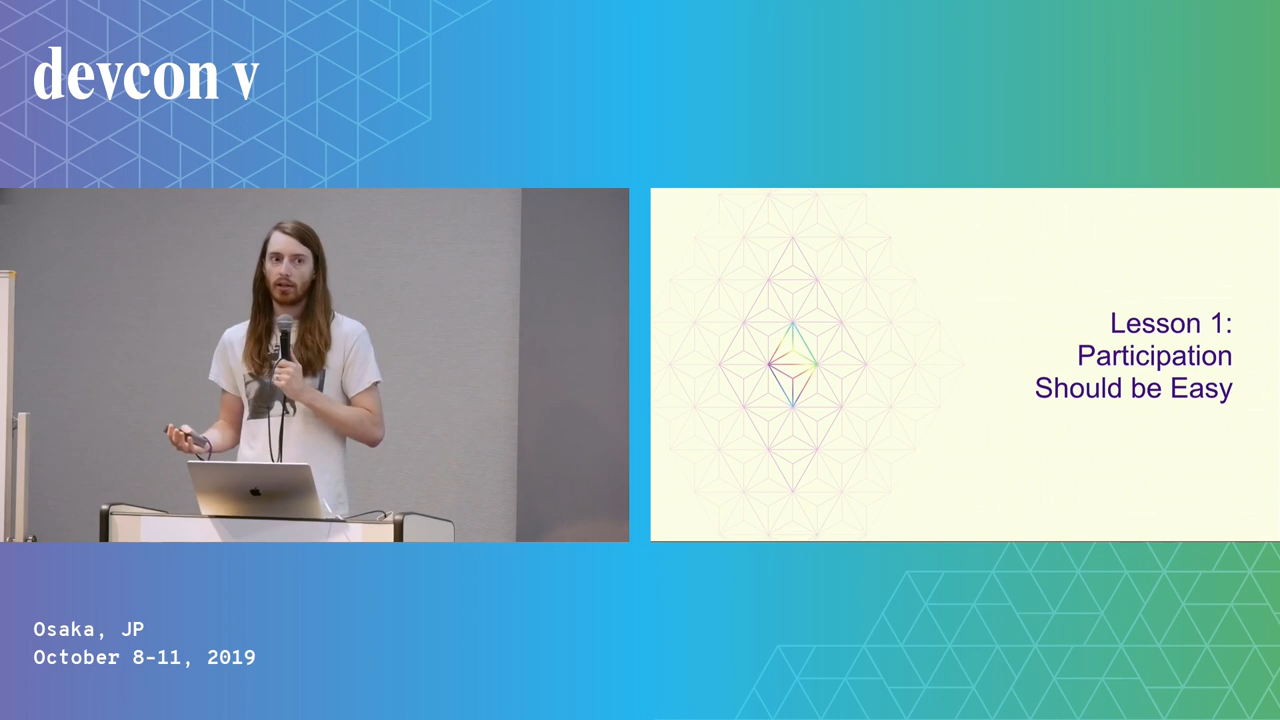 devcon v
Lesson 1:
Participation
Should be Easy
Osaka, JP
October 8-11, 2019